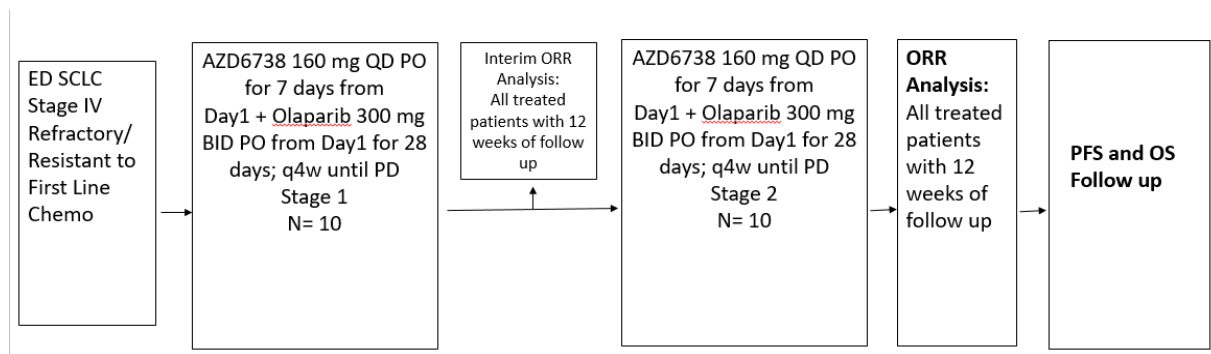 ED SCLC
Stage IV
Refractory/
Resistant to
First Line
Chemo
AZD6738 160 mg QD PO
for 7 days from
Day1 + Olaparib 300 mg
BID PO from Day1 for 28
days; q4w until PD
Stage 1
N= 10
Interim ORR
Analysis:
All treated
patients with 12
weeks of follow
up
AZD6738 160 mg QD PO
for 7 days from
Day1 + Olaparib 300 mg
BID PO from Day1 for 28
days; q4w until PD
Stage 2
N= 10
ORR
Analysis:
All treated
patients
with 12
weeks of
follow up
PFS and OS
Follow up